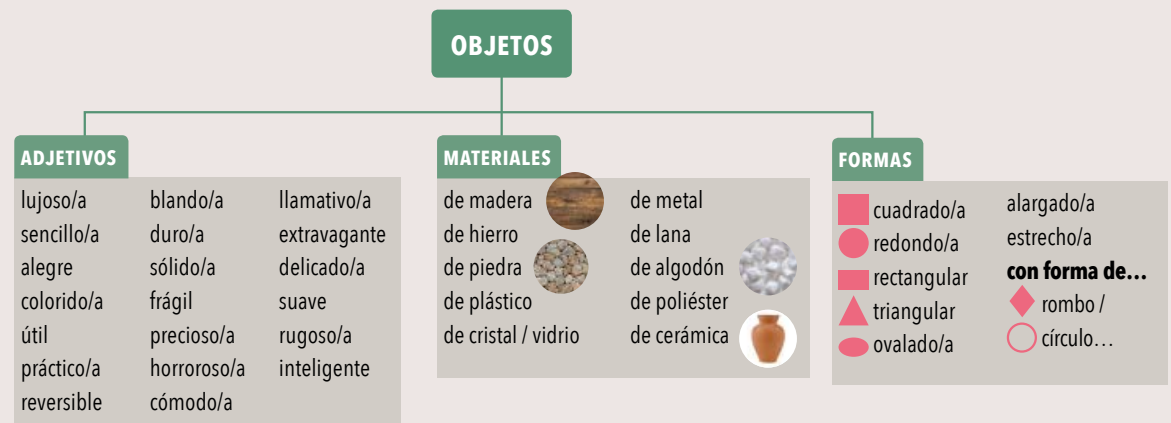 OBJETOS
ADJETIVOS
lujoso/a
sencillo/a
alegre
colorido/a
útil
práctico/a
reversible
blando/a
duro/a
sólido/a
frágil
precioso/a
horroroso/a
cómodo/a
llamativo/a
extravagante
delicado/a
suave
rugoso/a
inteligente
MATERIALES
de madera
de hierro
de piedra
de plástico
de cristal / vidrio
de metal
de lana
de algodón
de poliéster
de cerámica
FORMAS
cuadrado/a
redondo/a
rectangular
triangular
ovalado/a
alargado/a
estrecho/a
con forma de...
rombo /
círculo...